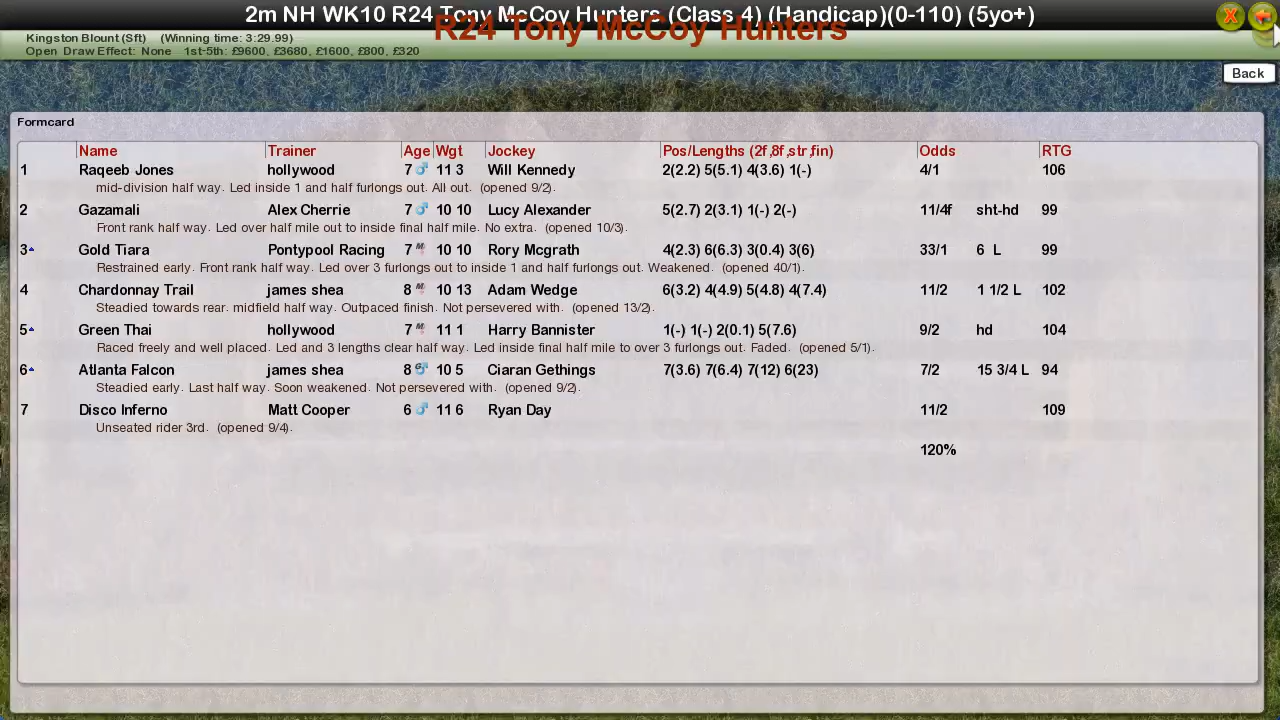 2m NH WK10 R24 Tony McCoy Hunters (Class 4) (Handicap)(0-110) (5yo+)
R24 Tony McCoy Hunters
Kingston Blount (Sft) (Winning time: 3:29.99)
Open Draw Effect: None 1st-5th: £9600, £3680, £1600, £800, £320
X
Back
Formcard
Name Trainer Age Wgt Jockey Pos/Lengths (2f,8f,str,fin) Odds RTG
1 Raqeeb Jones hollywood 7 11 3 Will Kennedy 2(2.2) 5(5.1) 4(3.6) 1(-) 4/1 106
mid-division half way. Led inside 1 and half furlongs out. All out. (opened 9/2).
2 Gazamali Alex Cherrie 7 10 10 Lucy Alexander 5(2.7) 2(3.1) 1(-) 2(-) 11/4f sht-hd 99
Front rank half way. Led over half mile out to inside final half mile. No extra. (opened 10/3).
3 Gold Tiara Pontypool Racing 7 10 10 Rory Mcgrath 4(2.3) 6(6.3) 3(0.4) 3(6) 33/1 6 L 99
Restrained early. Front rank half way. Led over 3 furlongs out to inside 1 and half furlongs out. Weakened. (opened 40/1).
4 Chardonnay Trail james shea 8 10 13 Adam Wedge 6(3.2) 4(4.9) 5(4.8) 4(7.4) 11/2 1 1/2 L 102
Steadied towards rear. midfield half way. Outpaced finish. Not persevered with. (opened 13/2).
5 Green Thai hollywood 7 11 1 Harry Bannister 1(-) 1(-) 2(0.1) 5(7.6) 9/2 hd 104
Raced freely and well placed. Led and 3 lengths clear half way. Led inside final half mile to over 3 furlongs out. Faded. (opened 5/1).
6 Atlanta Falcon james shea 8 10 5 Ciaran Gethings 7(3.6) 7(6.4) 7(12) 6(23) 7/2 15 3/4 L 94
Steadied early. Last half way. Soon weakened. Not persevered with. (opened 9/2).
7 Disco Inferno Matt Cooper 6 11 6 Ryan Day 11/2 109
Unseated rider 3rd. (opened 9/4).
120%